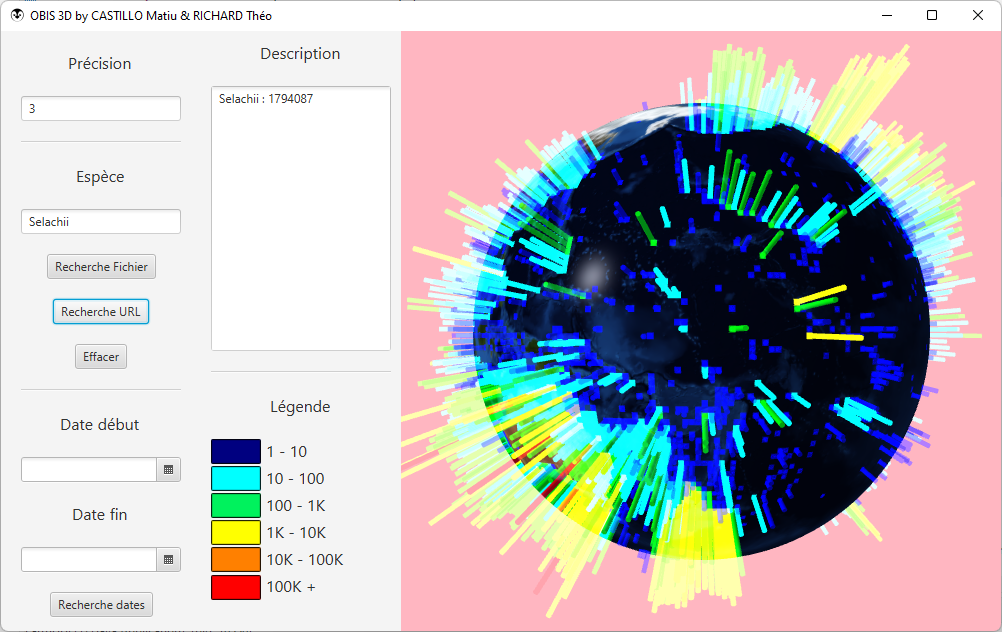 OBIS 3D by CASTILLO Matiu & RICHARD Théo
Précision
3
Espèce
Selachii
Recherche Fichier
Recherche URL
Effacer
Date début
Date fin
Recherche dates
Description
Selachii : 1794087
Légende
1 - 10
10 - 100
100 - 1K
1K - 10K
10K - 100K
100K +